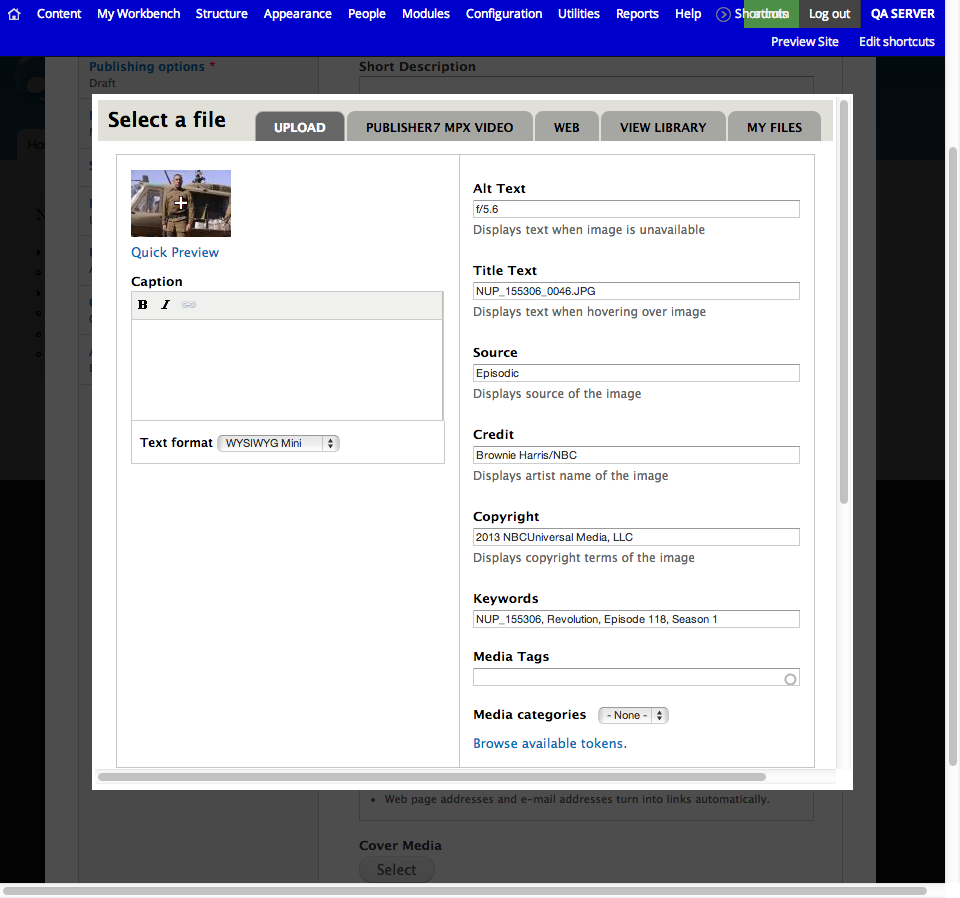 Content My Workbench Structure Appearance People Modules Configuration Utilities Reports Help Shortcuts Log out QA SERVER
Preview Site Edit shortcuts
Publishing options *
Draft
Short Description
Select a file
UPLOAD PUBLISHER7 MPX VIDEO WEB VIEW LIBRARY MY FILES
Quick Preview
Caption
B I
Text format WYSIWYG Mini
Alt Text
f/5.6
Displays text when image is unavailable
Title Text
NUP_155306_0046.JPG
Displays text when hovering over image
Source
Episodic
Displays source of the image
Credit
Brownie Harris/NBC
Displays artist name of the image
Copyright
2013 NBCUniversal Media, LLC
Displays copyright terms of the image
Keywords
NUP_155306, Revolution, Episode 118, Season 1
Media Tags
Media categories - None -
Browse available tokens.
Web page addresses and e-mail addresses turn into links automatically.
Cover Media
Select